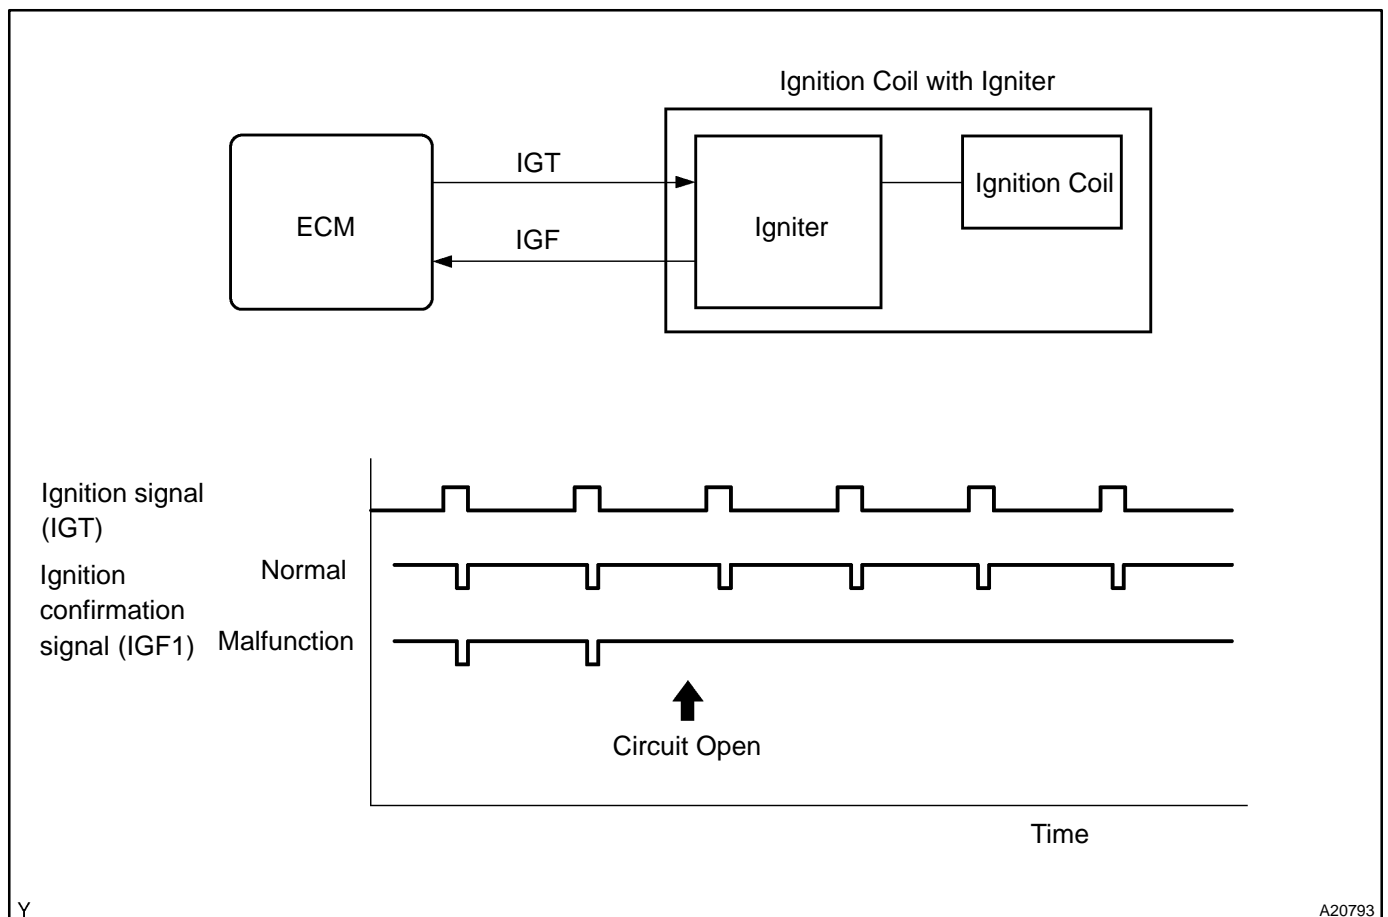 Ignition Coil with Igniter
ECM
IGT
IGF
Igniter
Ignition Coil
Ignition signal
(IGT)
Ignition
confirmation
signal (IGF1)
Normal
Malfunction
Circuit Open
Time
Y
A20793